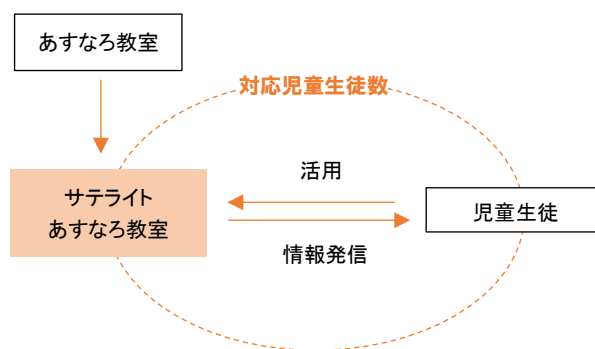 あすなろ教室
対応児童生徒数
サテライト
あすなろ教室
活用
児童生徒
情報発信